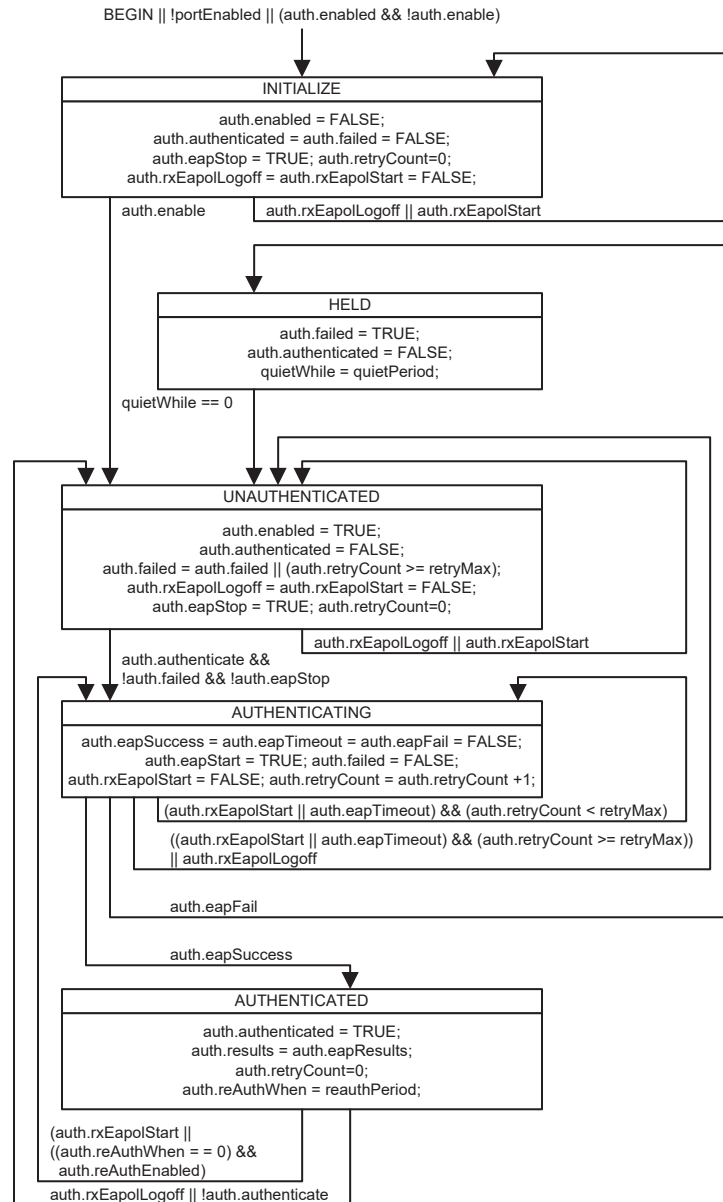 BEGIN || !portEnabled || (auth.enabled && !auth.enable)
INITIALIZE
auth.enabled = FALSE;
auth.authenticated = auth.failed = FALSE;
auth.eapStop = TRUE; auth.retryCount=0;
auth.rxEapolLogoff = auth.rxEapolStart = FALSE;
auth.enable
auth.rxEapolLogoff || auth.rxEapolStart
HELD
auth.failed = TRUE;
auth.authenticated = FALSE;
quietWhile = quietPeriod;
quietWhile == 0
UNAUTHENTICATED
auth.enabled = TRUE;
auth.authenticated = FALSE;
auth.failed = auth.failed || (auth.retryCount >= retryMax);
auth.rxEapolLogoff = auth.rxEapolStart = FALSE;
auth.eapStop = TRUE; auth.retryCount=0;
auth.rxEapolLogoff || auth.rxEapolStart
auth.authenticate &&
!auth.failed && !auth.eapStop
AUTHENTICATING
auth.eapSuccess = auth.eapTimeout = auth.eapFail = FALSE;
auth.eapStart = TRUE; auth.failed = FALSE;
auth.rxEapolStart = FALSE; auth.retryCount = auth.retryCount +1;
(auth.rxEapolStart || auth.eapTimeout) && (auth.retryCount < retryMax)
((auth.rxEapolStart || auth.eapTimeout) && (auth.retryCount >= retryMax))
|| auth.rxEapolLogoff
auth.eapFail
auth.eapSuccess
AUTHENTICATED
auth.authenticated = TRUE;
auth.results = auth.eapResults;
auth.retryCount=0;
auth.reAuthWhen = reauthPeriod;
(auth.rxEapolStart ||
((auth.reAuthWhen = = 0) &&
auth.reAuthEnabled)
auth.rxEapolLogoff || !auth.authenticate